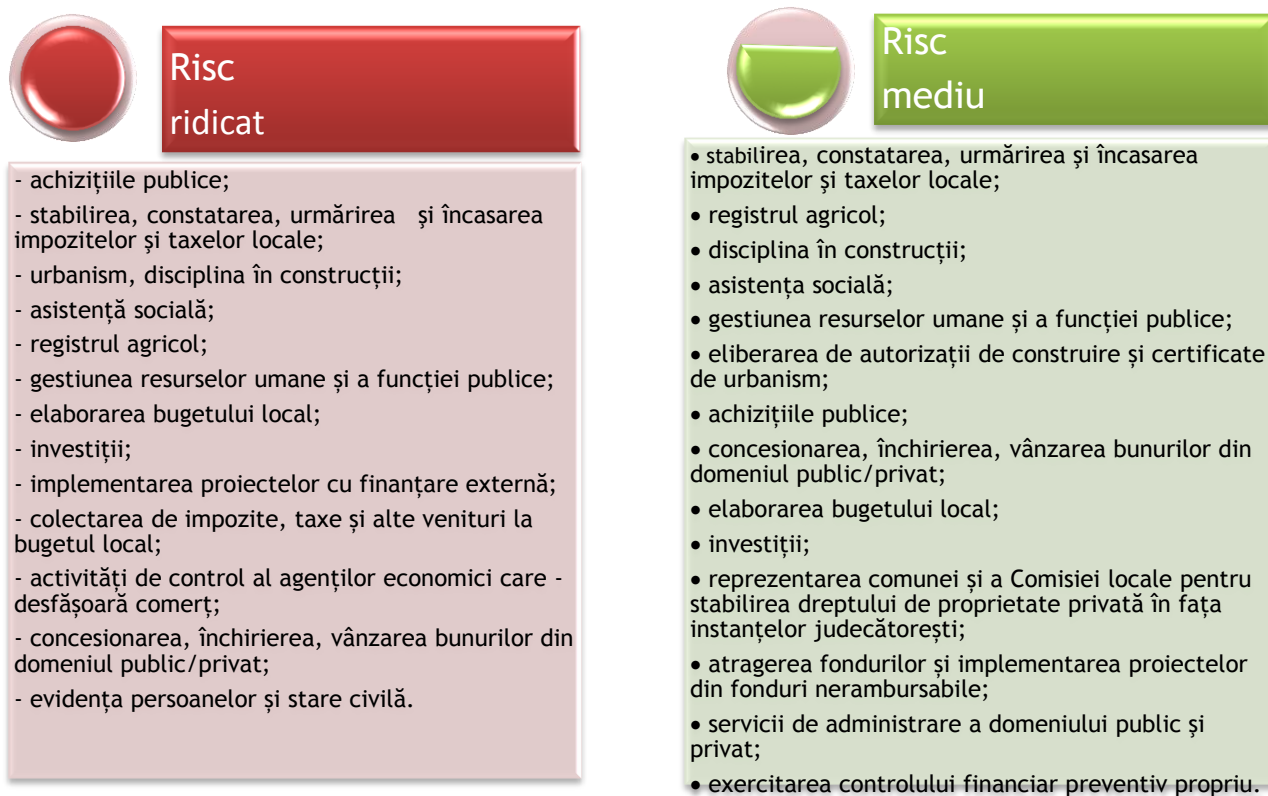 Risc
ridicat
- achizițiile publice;
- stabilirea, constatarea, urmărirea și încasarea
impozitelor și taxelor locale;
- urbanism, disciplina în construcții;
- asistență socială;
- registrul agricol;
- gestiunea resurselor umane și a funcției publice;
- elaborarea bugetului local;
- investiții;
- implementarea proiectelor cu finanțare externă;
- colectarea de impozite, taxe și alte venituri la
bugetul local;
- activități de control al agenților economici care -
desfășoară comerț;
- concesionarea, închirierea, vânzarea bunurilor din
domeniul public/privat;
- evidența persoanelor și stare civilă.
Risc
mediu
• stabilirea, constatarea, urmărirea și încasarea
impozitelor și taxelor locale;
• registrul agricol;
• disciplina în construcții;
• asistența socială;
• gestiunea resurselor umane și a funcției publice;
• eliberarea de autorizații de construire și certificate
de urbanism;
• achizițiile publice;
• concesionarea, închirierea, vânzarea bunurilor din
domeniul public/privat;
• elaborarea bugetului local;
• investiții;
• reprezentarea comunei și a Comisiei locale pentru
stabilirea dreptului de proprietate privată în fața
instanțelor judecătorești;
• atragerea fondurilor și implementarea proiectelor
din fonduri nerambursabile;
• servicii de administrare a domeniului public și
privat;
• exercitarea controlului financiar preventiv propriu.